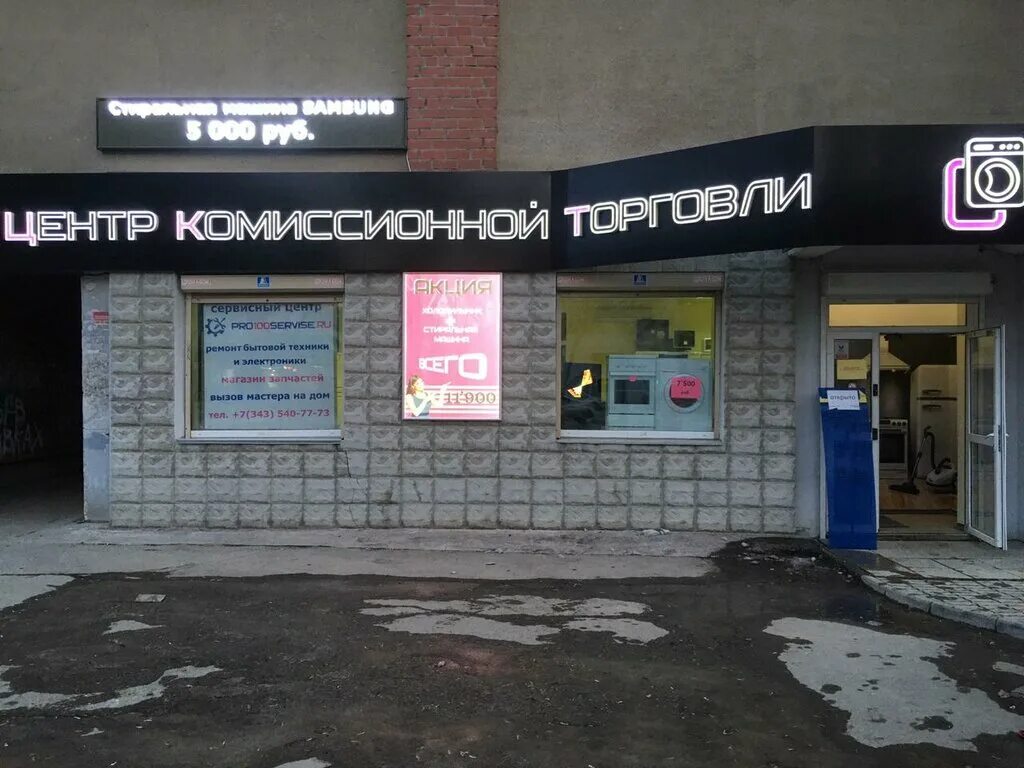 Стиральная машина SAMSUNG
5 000 руб.
ЦЕНТР КОМИССИОННОЙ ТОРГОВЛИ
сервисный центр
PRO100SERVISE.RU
ремонт бытовой техники
и электроники
магазин запчастей
вызов мастера на дом
тел. +7(343) 540-77-73
АКЦИЯ
ХОЛОДИЛЬНИК
+
СТИРАЛЬНАЯ
МАШИНА
ВСЕГО
11'900
7 500
ОТКРЫТО